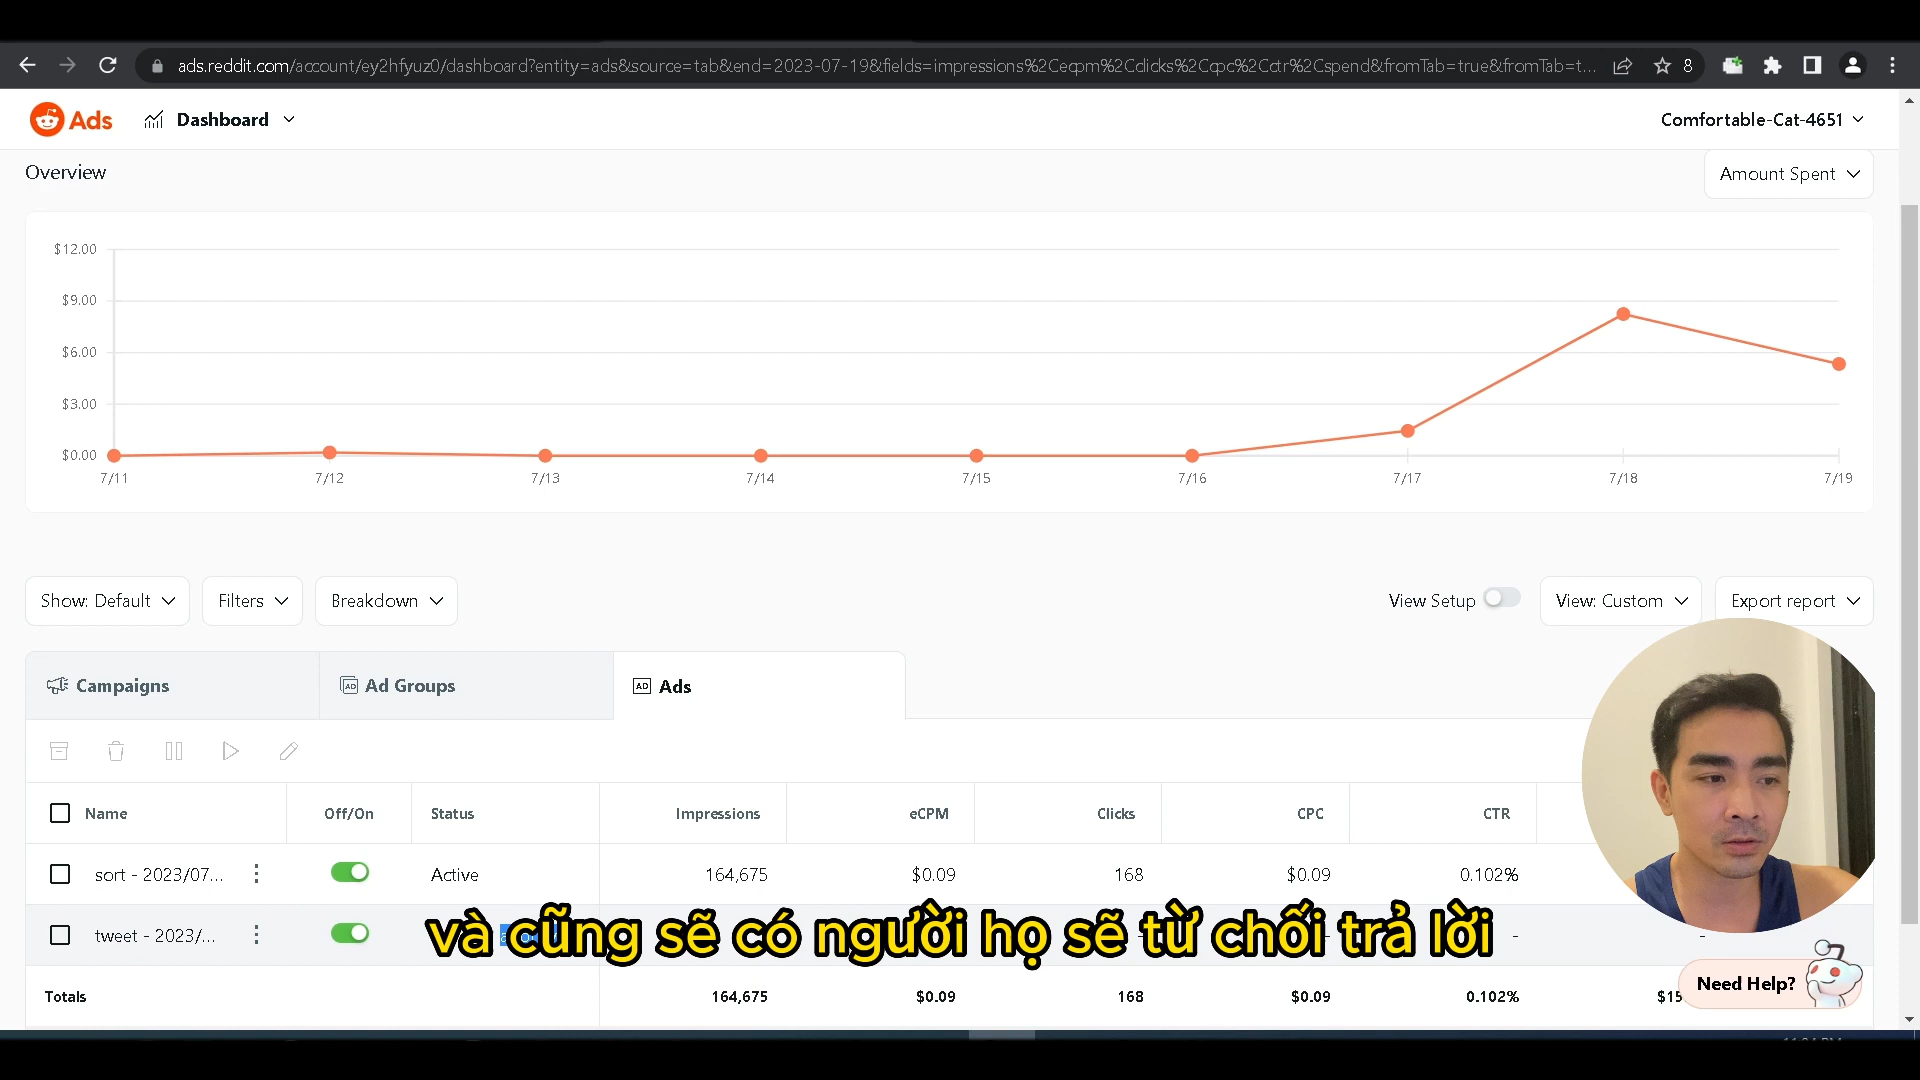 ads.reddit.com/account/ey2hfyuz0/dashboard?entity=ads&source=tab&end=2023-07-19&fields=impressions%2Cecpm%2Cclicks%2Ccpc%2Cctr%2Cspend&fromTab=true&fromTab=t...
8
Ads
Dashboard
Comfortable-Cat-4651
Overview
Amount Spent
$12.00
$9.00
$6.00
$3.00
$0.00
7/11 7/12 7/13 7/14 7/15 7/16 7/17 7/18 7/19
Show: Default Filters Breakdown View Setup View: Custom Export report
Campaigns Ad Groups AD Ads
Name Off/On Status Impressions eCPM Clicks CPC CTR
sort - 2023/07... Active 164,675 $0.09 168 $0.09 0.102%
tweet - 2023/... - -
và cũng sẽ có người họ sẽ từ chối trả lời
Totals 164,675 $0.09 168 $0.09 0.102% $15
Need Help?